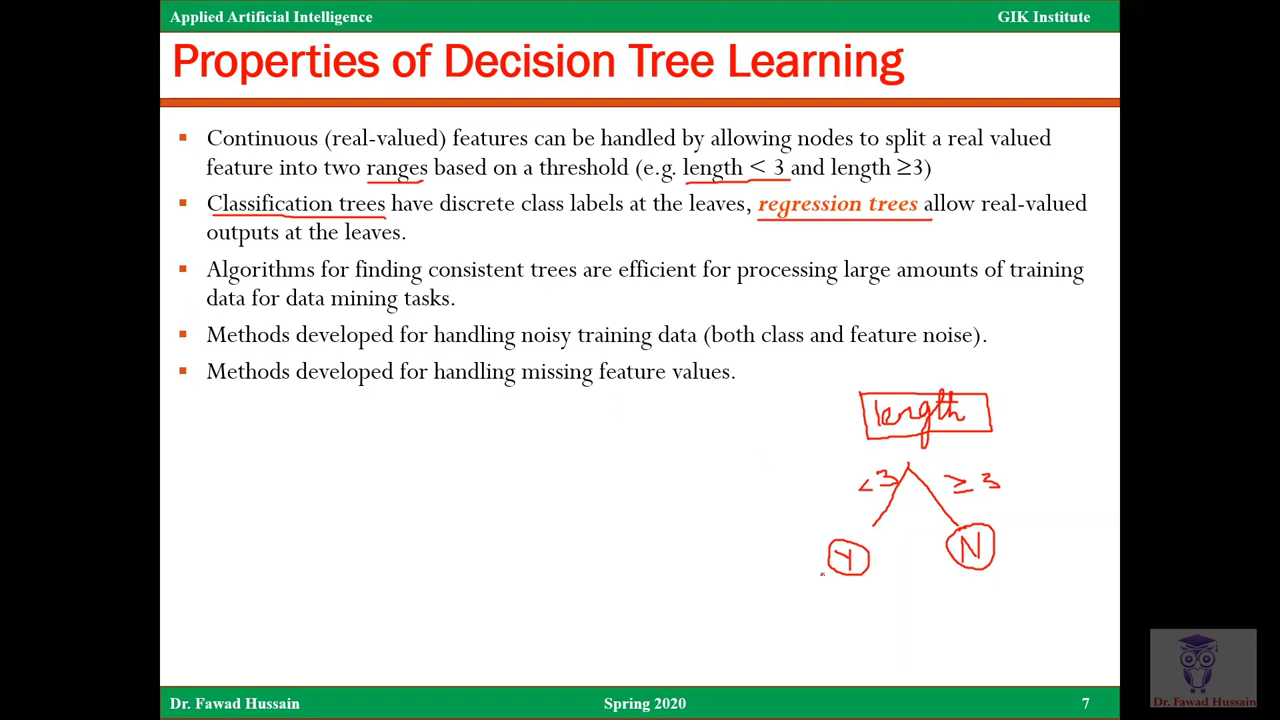 Applied Artificial Intelligence
GIK Institute
Properties of Decision Tree Learning
▪ Continuous (real-valued) features can be handled by allowing nodes to split a real valued
feature into two ranges based on a threshold (e.g. length < 3 and length ≥3)
▪ Classification trees have discrete class labels at the leaves, regression trees allow real-valued
outputs at the leaves.
▪ Algorithms for finding consistent trees are efficient for processing large amounts of training
data for data mining tasks.
▪ Methods developed for handling noisy training data (both class and feature noise).
▪ Methods developed for handling missing feature values.
length
<3
≥ 3
Y
N
Dr. Fawad Hussain
Dr. Fawad Hussain
Spring 2020
7